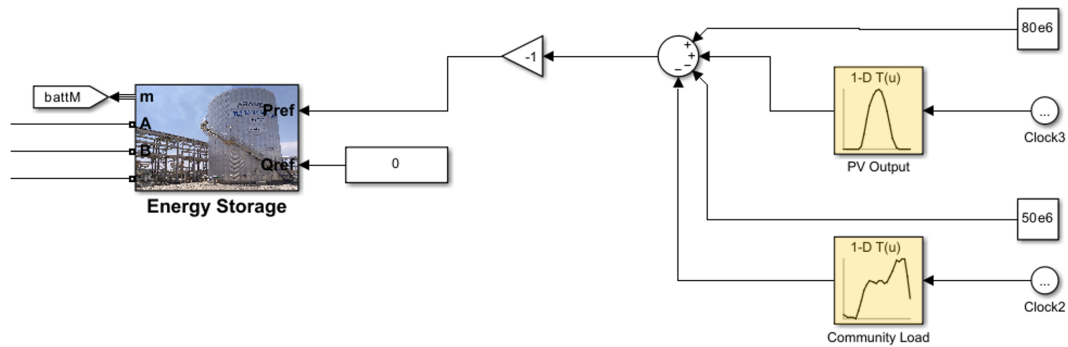 80e6
-1
+
+
−
−
1-D T(u)
battM
m
Pref
A
...
Clock3
B
Qref
0
PV Output
Energy Storage
50e6
1-D T(u)
...
Clock2
Community Load